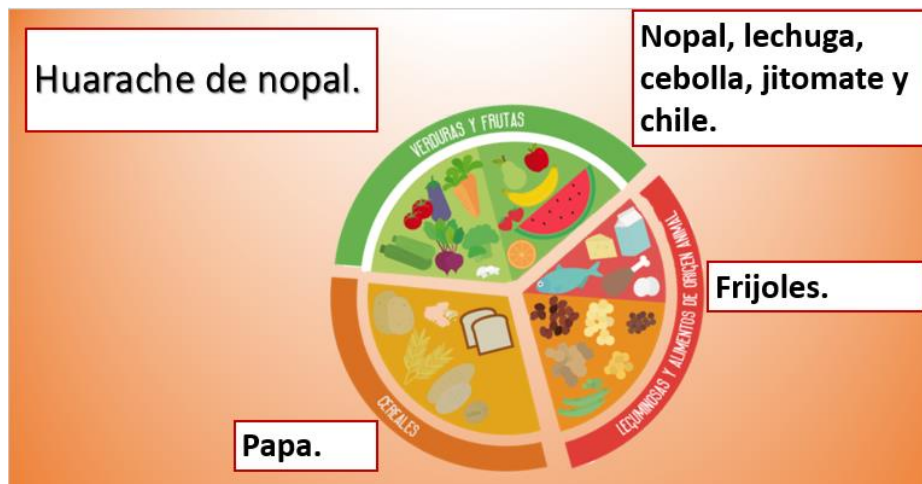 Huarache de nopal.
Nopal, lechuga,
cebolla, jitomate y
chile.
VERDURAS Y FRUTAS
LEGUMINOSAS Y ALIMENTOS DE ORIGEN ANIMAL
Frijoles.
CEREALES
Papa.